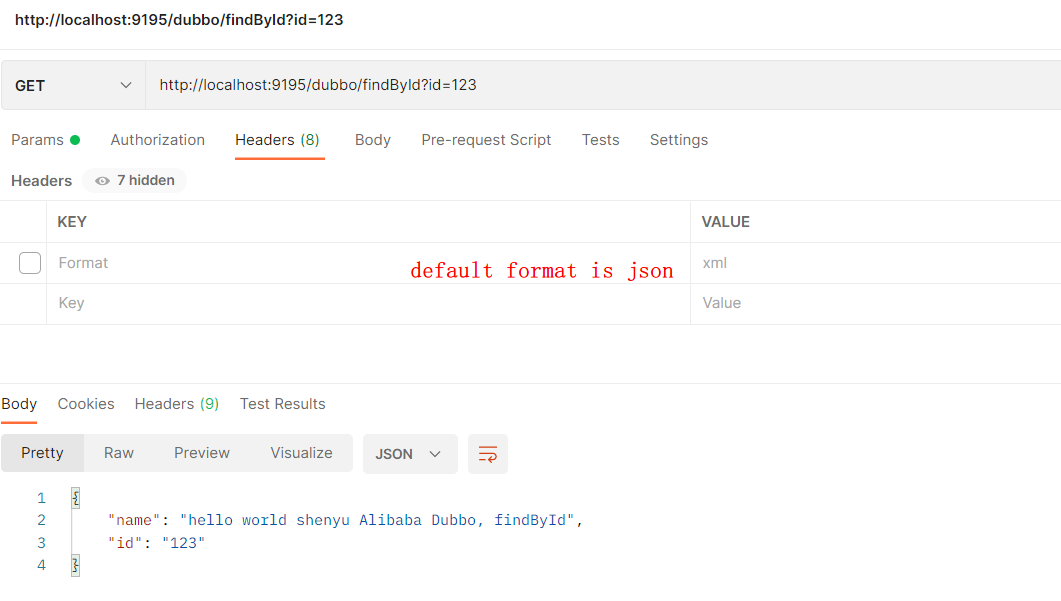 http://localhost:9195/dubbo/findById?id=123
GET http://localhost:9195/dubbo/findById?id=123
Params Authorization Headers (8) Body Pre-request Script Tests Settings
Headers 7 hidden
KEY VALUE
Format default format is json xml
Key Value
Body Cookies Headers (9) Test Results
Pretty Raw Preview Visualize JSON
1 {
2 "name": "hello world shenyu Alibaba Dubbo, findById",
3 "id": "123"
4 }